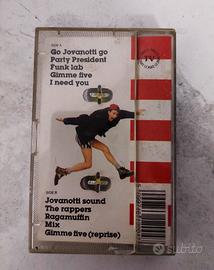 SIDE A
Go Jovanotti go
Party President
Funk lab
Gimme five
I need you
SIDE B
Jovanotti sound
The rappers
Ragamuffin
Mix
Gimme five (reprise)
subito